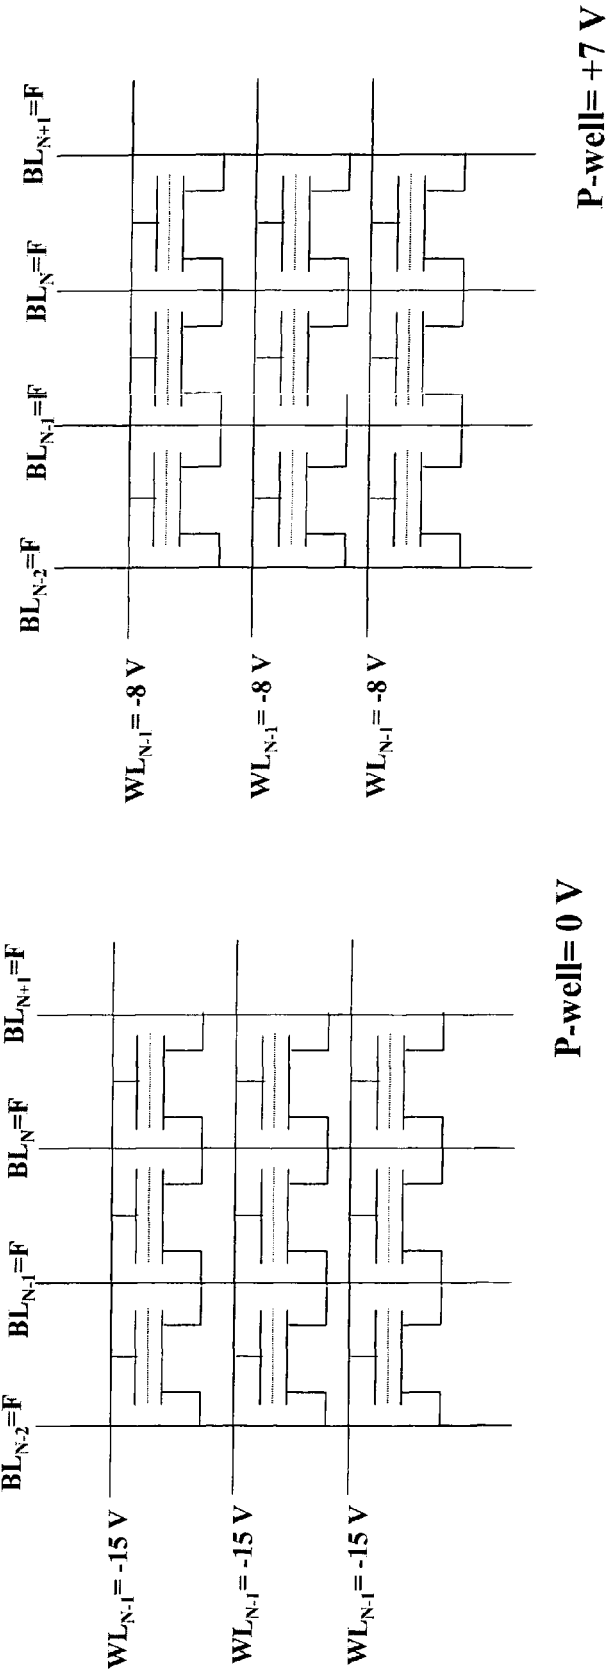 BL_{N-2}=F
BL_{N-1}=F
BL_N=F
BL_{N+1}=F
WL_{N-1}= -15 V
WL_{N-1}= -15 V
WL_{N-1}= -15 V
P-well= 0 V
BL_{N-2}=F
BL_{N-1}=F
BL_N=F
BL_{N+1}=F
WL_{N-1}= -8 V
WL_{N-1}= -8 V
WL_{N-1}= -8 V
P-well= +7 V